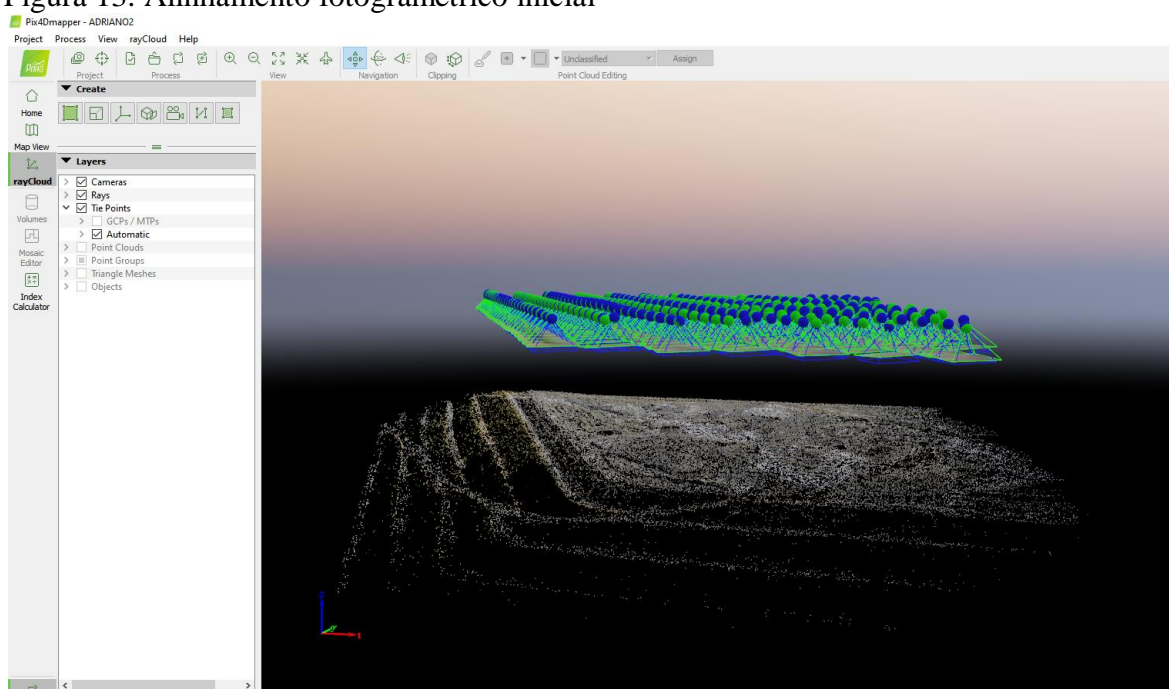 Figura 13: Alinhamento fotogramétrico inicial
Pix4Dmapper - ADRIANO2
Project Process View rayCloud Help
Project Process View Navigation Clipping Point Cloud Editing
Unclassified Assign
Home
Map View
rayCloud
Volumes
Mosaic
Editor
Index
Calculator
Create
Layers
Cameras
Rays
Tie Points
GCPs / MTPs
Automatic
Point Clouds
Point Groups
Triangle Meshes
Objects